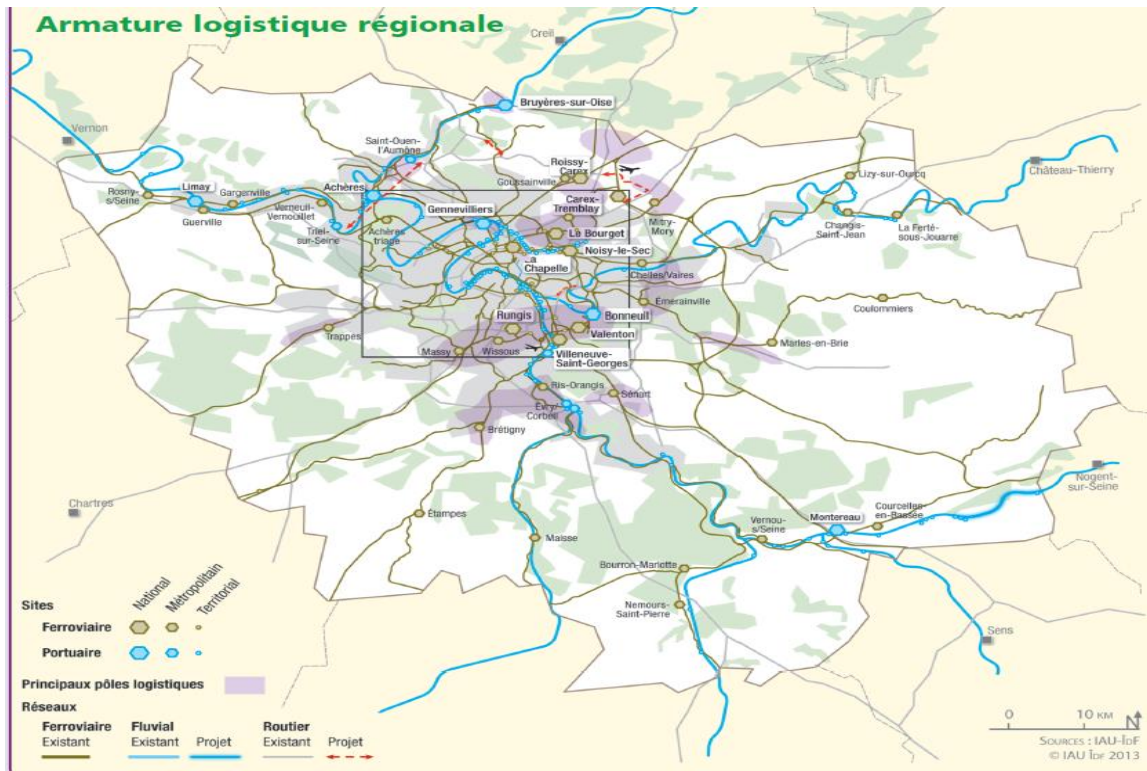 Armature logistique régionale
Creil
Bruyères-sur-Oise
Vernon
Saint-Ouen-
l'Aumône
Roissy-
Carex
Goussainville
Château-Thierry
Lizy-sur-Ourcq
Rosny-
s/Seine
Limay
Gargenville
Achères
Carex-
Tremblay
Guerville
Verneuil-
Vernouillet
Gennevilliers
Mitry-
Mory
Changis-
Saint-Jean
La Ferté-
sous-Jouarre
Triel-
sur-Seine
Achères
triage
Le Bourget
Noisy-le-Sec
La
Chapelle
Chelles/Vaires
Émerainville
Coulommiers
Rungis
Bonneuil
Trappes
Valenton
Marles-en-Brie
Massy
Wissous
Villeneuve-
Saint-Georges
Ris-Orangis
Sénart
Évry/
Corbeil
Brétigny
Nogent-
sur-Seine
Chartres
Étampes
Montereau
Courcelles-
en-Bassée
Vernou-
s/Seine
Maisse
Bourron-Marlotte
Nemours-
Saint-Pierre
Sens
National
Métropolitain
Territorial
Sites
Ferroviaire
Portuaire
Principaux pôles logistiques
Réseaux
Ferroviaire Fluvial Routier
Existant Existant Projet Existant Projet
0 10 KM
N
SOURCES : IAU-ÎDF
© IAU ÎDF 2013